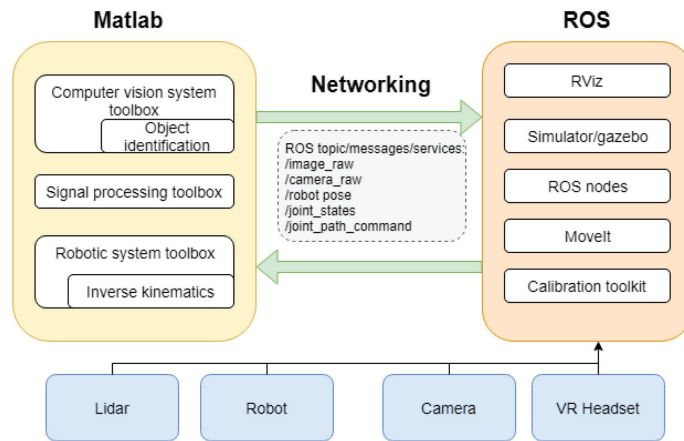 Matlab
ROS
Networking
Computer vision system
toolbox
Object
identification
Signal processing toolbox
Robotic system toolbox
Inverse kinematics
ROS topic/messages/services:
/image_raw
/camera_raw
/robot pose
/joint_states
/joint_path_command
RViz
Simulator/gazebo
ROS nodes
MoveIt
Calibration toolkit
Lidar
Robot
Camera
VR Headset